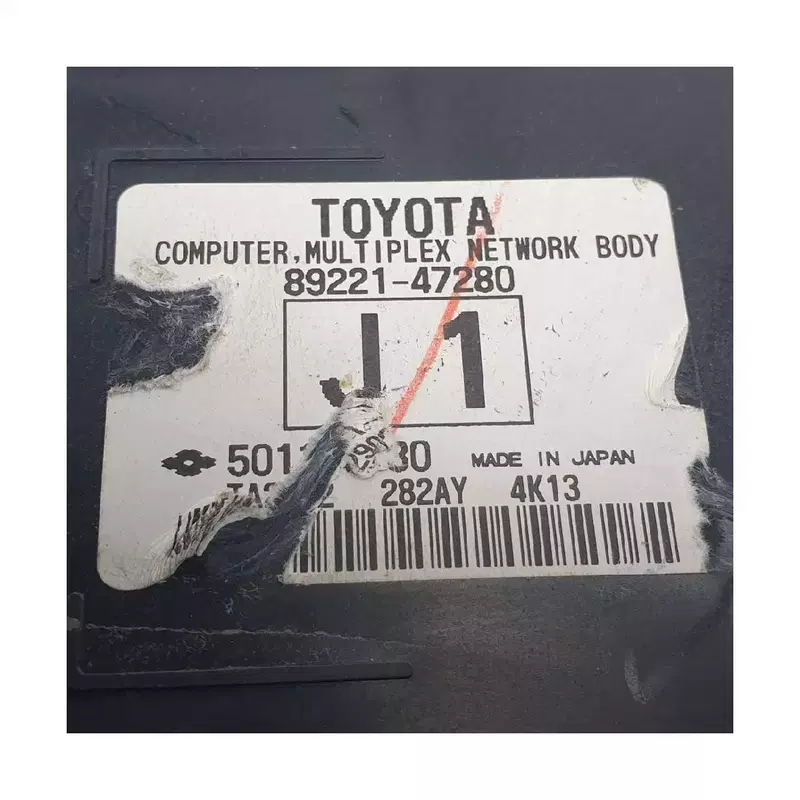 TOYOTA
COMPUTER, MULTIPLEX NETWORK BODY
89221-47280
1
MADE IN JAPAN
282AY 4K13